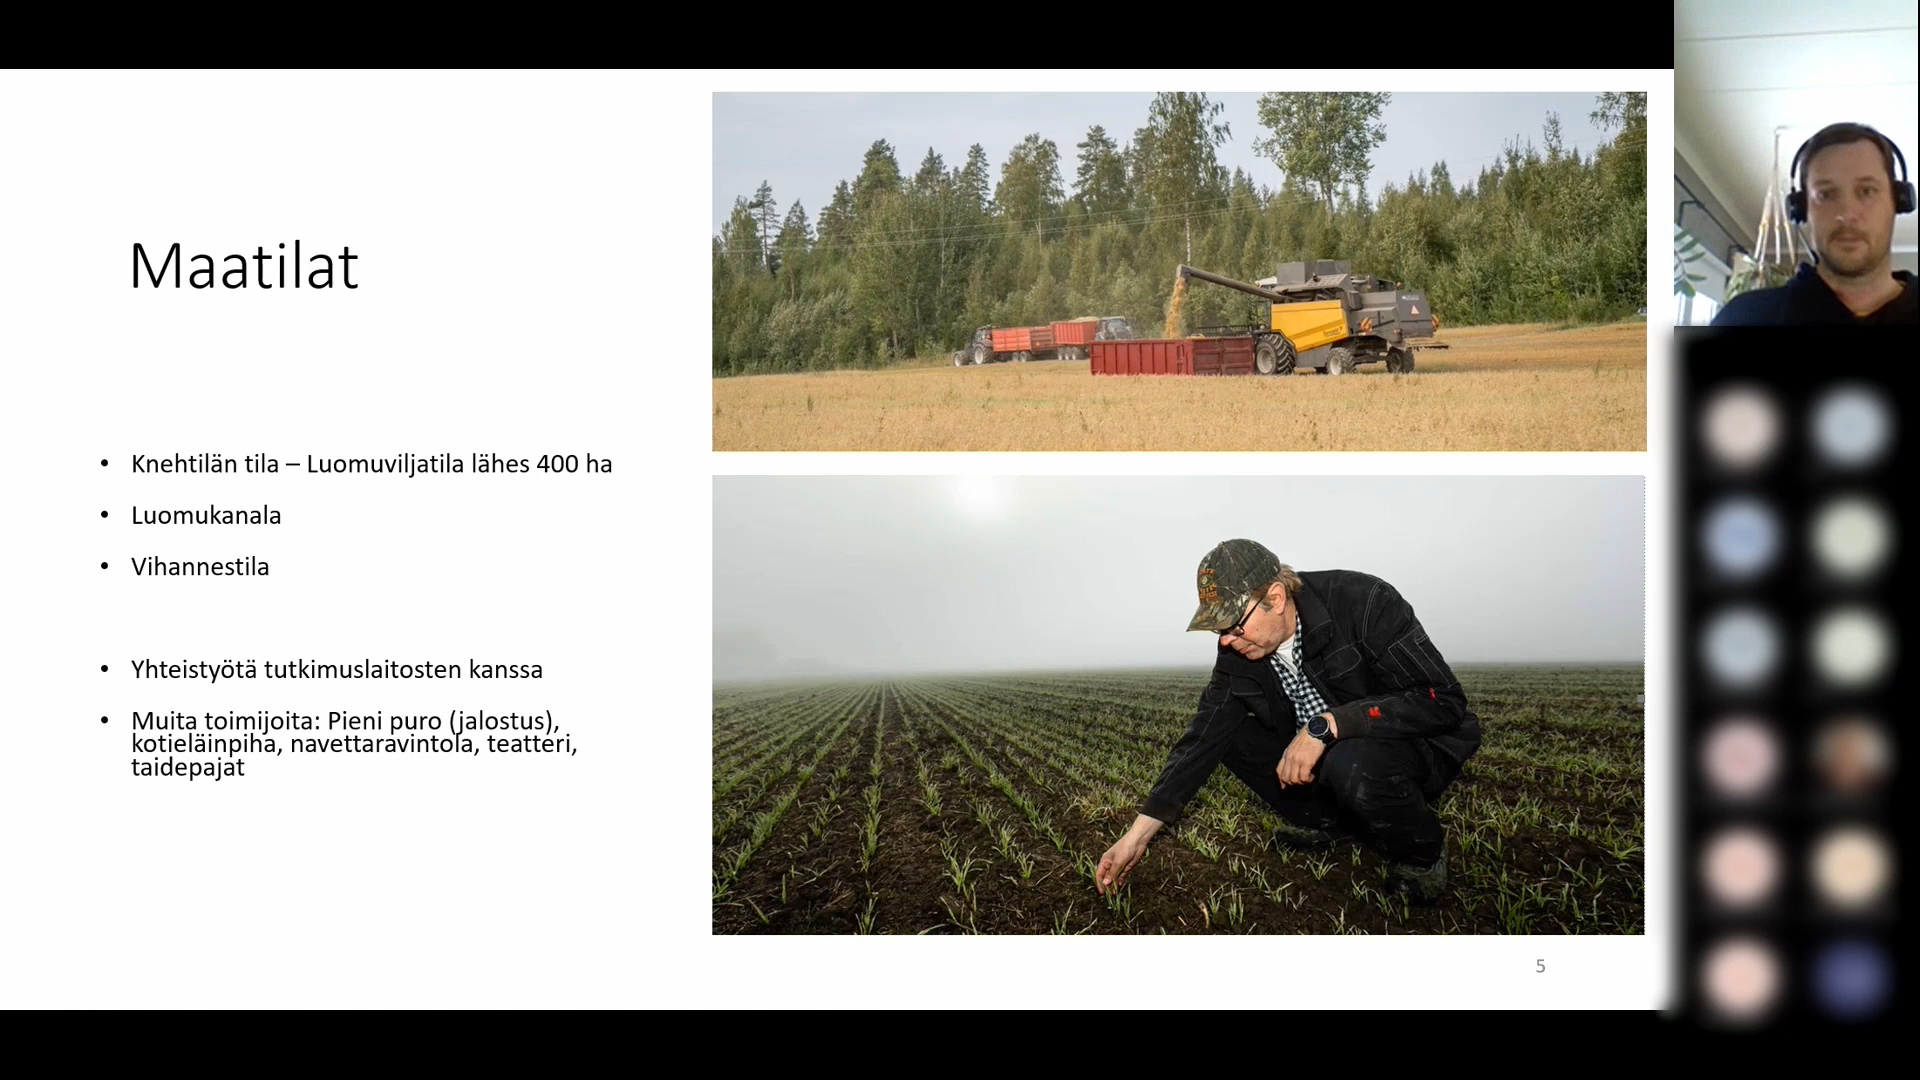 Maatilat
• Knehtilän tila – Luomuviljatila lähes 400 ha
• Luomukanala
• Vihannestila
• Yhteistyötä tutkimuslaitosten kanssa
• Muita toimijoita: Pieni puro (jalostus),
kotieläinpiha, navettaravintola, teatteri,
taidepajat
5